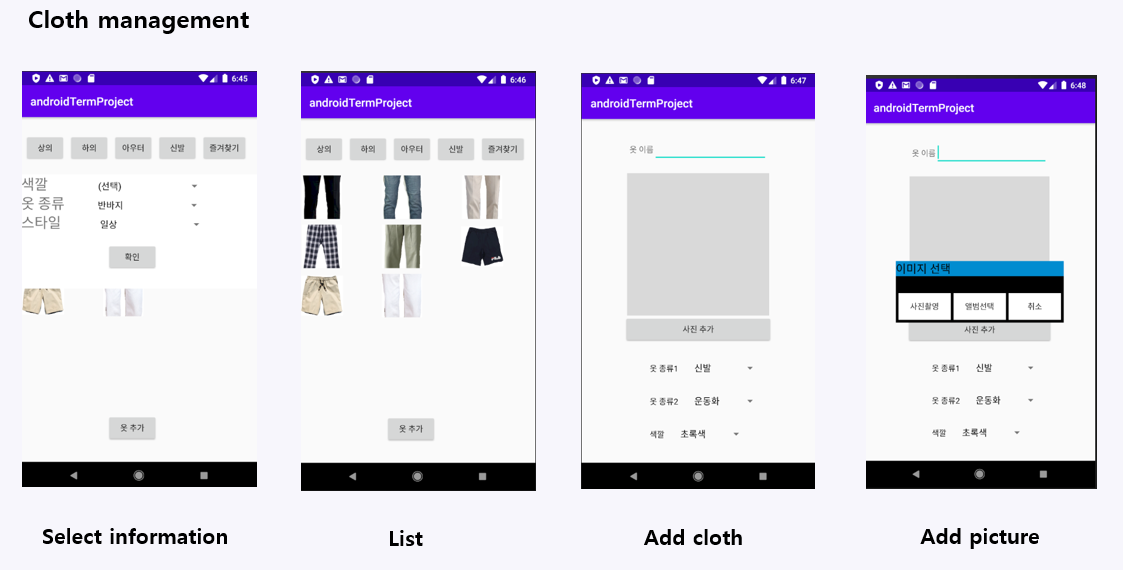 Cloth management
6:45
androidTermProject
상의 하의 아우터 신발 즐겨찾기
색깔 (선택)
옷 종류 반바지
스타일 일상
확인
옷 추가
Select information
6:46
androidTermProject
상의 하의 아우터 신발 즐겨찾기
FILA
옷 추가
List
6:47
androidTermProject
옷 이름
사진 추가
옷 종류1 신발
옷 종류2 운동화
색깔 초록색
Add cloth
6:48
androidTermProject
옷 이름
이미지 선택
사진촬영 앨범선택 취소
사진 추가
옷 종류1 신발
옷 종류2 운동화
색깔 초록색
Add picture